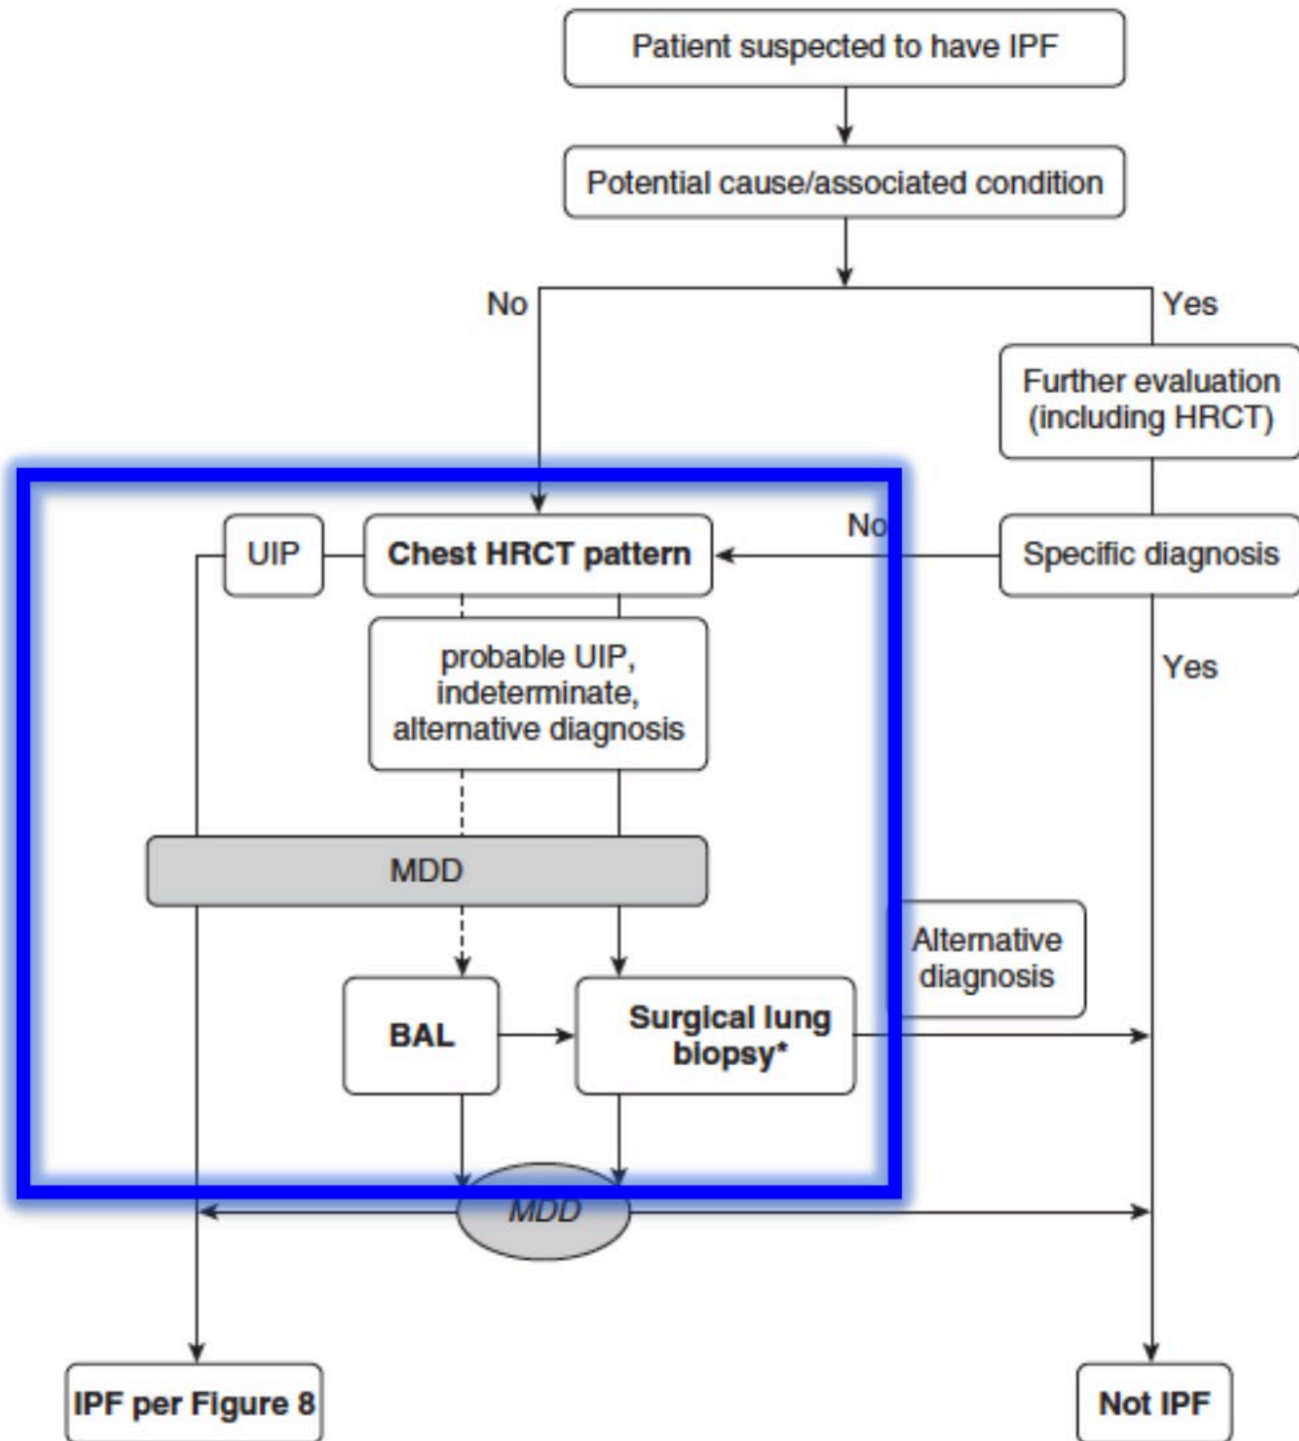 Patient suspected to have IPF
Potential cause/associated condition
No
Yes
Further evaluation
(including HRCT)
UIP
Chest HRCT pattern
No
Specific diagnosis
probable UIP,
indeterminate,
alternative diagnosis
Yes
MDD
Alternative
diagnosis
BAL
Surgical lung
biopsy*
MDD
IPF per Figure 8
Not IPF